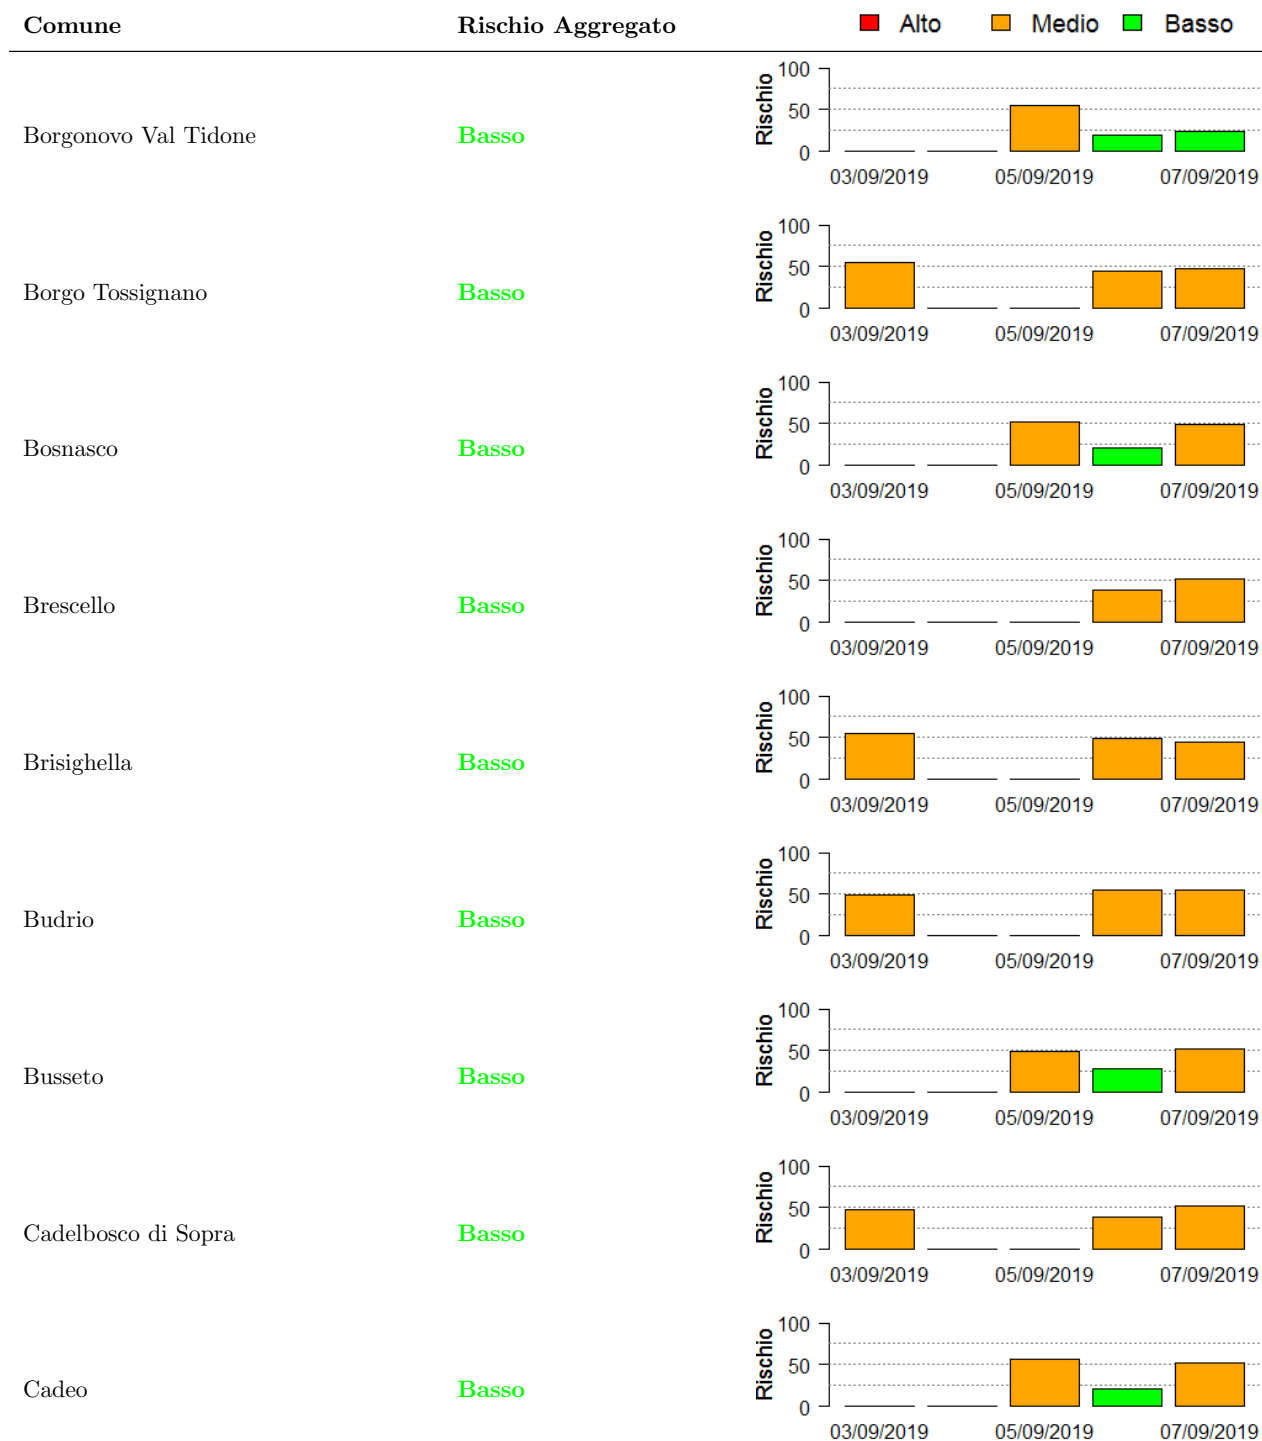 Comune Rischio Aggregato Alto Medio Basso
Borgonovo Val Tidone Basso
Rischio
100
50
0
03/09/2019 05/09/2019 07/09/2019
Borgo Tossignano Basso
Rischio
100
50
0
03/09/2019 05/09/2019 07/09/2019
Bosnasco Basso
Rischio
100
50
0
03/09/2019 05/09/2019 07/09/2019
Brescello Basso
Rischio
100
50
0
03/09/2019 05/09/2019 07/09/2019
Brisighella Basso
Rischio
100
50
0
03/09/2019 05/09/2019 07/09/2019
Budrio Basso
Rischio
100
50
0
03/09/2019 05/09/2019 07/09/2019
Busseto Basso
Rischio
100
50
0
03/09/2019 05/09/2019 07/09/2019
Cadelbosco di Sopra Basso
Rischio
100
50
0
03/09/2019 05/09/2019 07/09/2019
Cadeo Basso
Rischio
100
50
0
03/09/2019 05/09/2019 07/09/2019